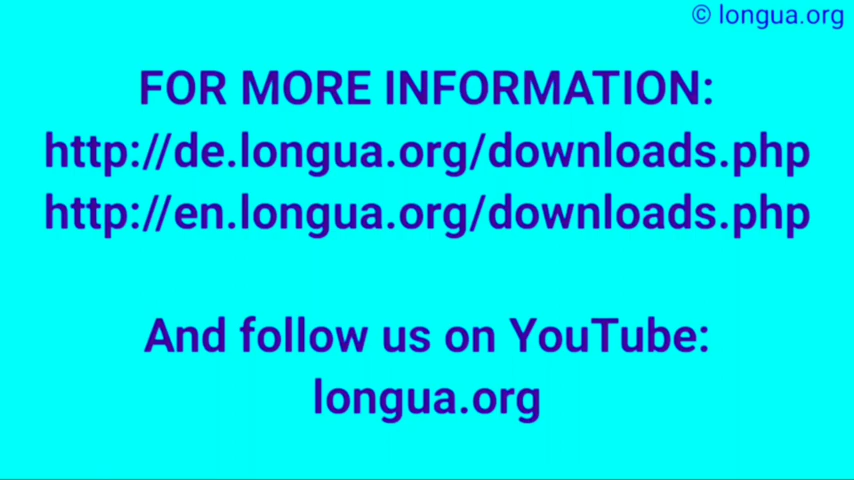 © longua.org
FOR MORE INFORMATION:
http://de.longua.org/downloads.php
http://en.longua.org/downloads.php
And follow us on YouTube:
longua.org